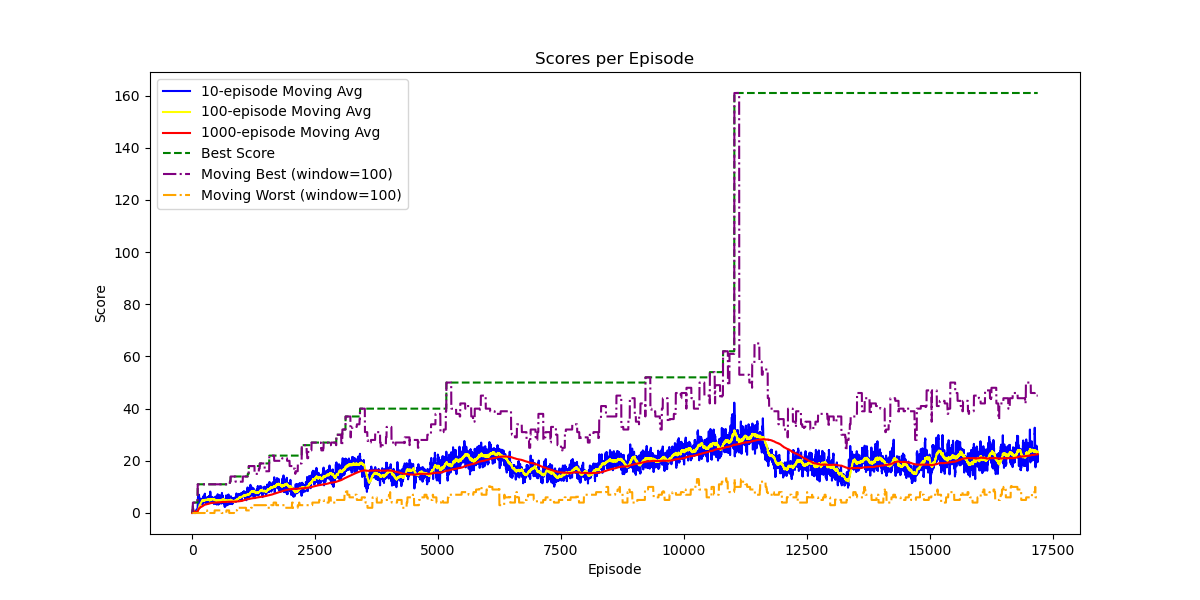 Scores per Episode
10-episode Moving Avg
100-episode Moving Avg
1000-episode Moving Avg
Best Score
Moving Best (window=100)
Moving Worst (window=100)
Score
160
140
120
100
80
60
40
20
0
0 2500 5000 7500 10000 12500 15000 17500
Episode